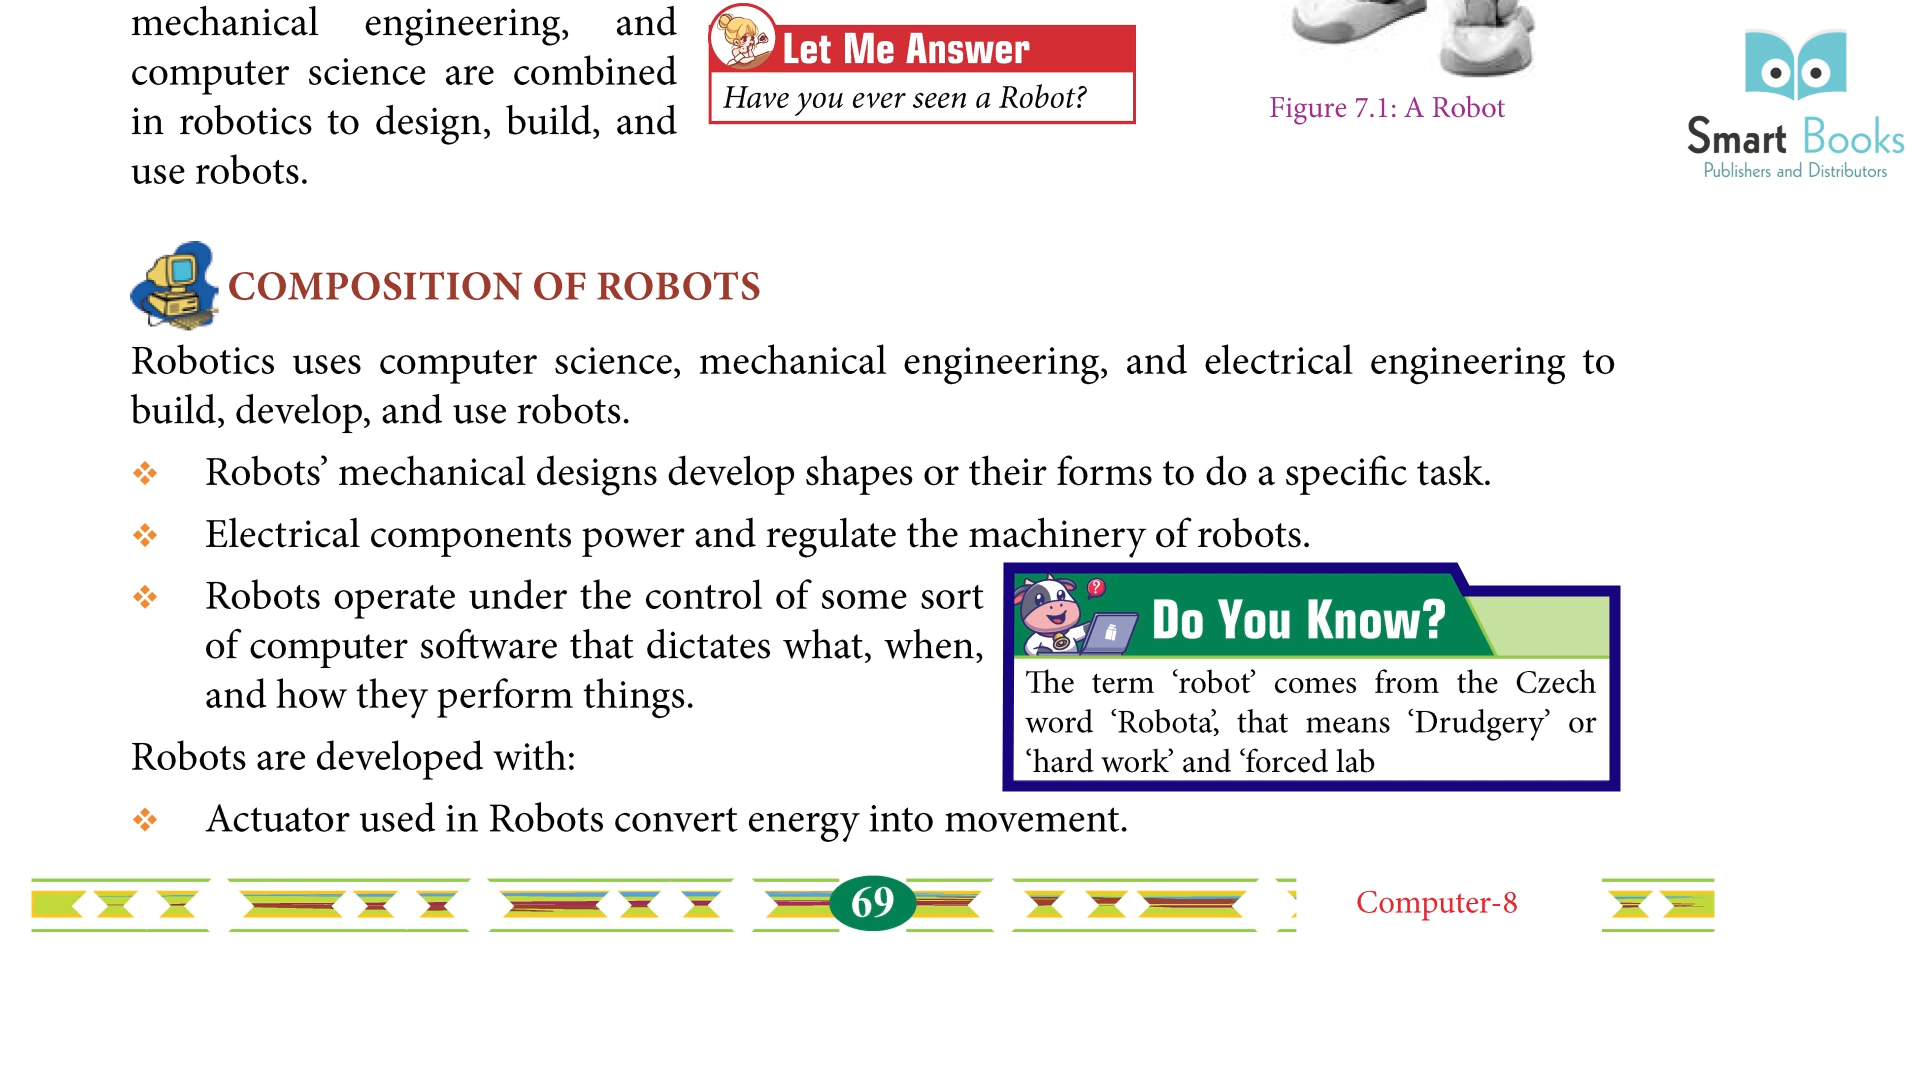 mechanical engineering, and
computer science are combined
in robotics to design, build, and
use robots.
Let Me Answer
Have you ever seen a Robot?
Figure 7.1: A Robot
Smart Books
Publishers and Distributors
COMPOSITION OF ROBOTS
Robotics uses computer science, mechanical engineering, and electrical engineering to
build, develop, and use robots.
❖ Robots’ mechanical designs develop shapes or their forms to do a specific task.
❖ Electrical components power and regulate the machinery of robots.
❖ Robots operate under the control of some sort
of computer software that dictates what, when,
and how they perform things.
Do You Know?
The term ‘robot’ comes from the Czech
word ‘Robota’, that means ‘Drudgery’ or
‘hard work’ and ‘forced lab
Robots are developed with:
❖ Actuator used in Robots convert energy into movement.
69
Computer-8